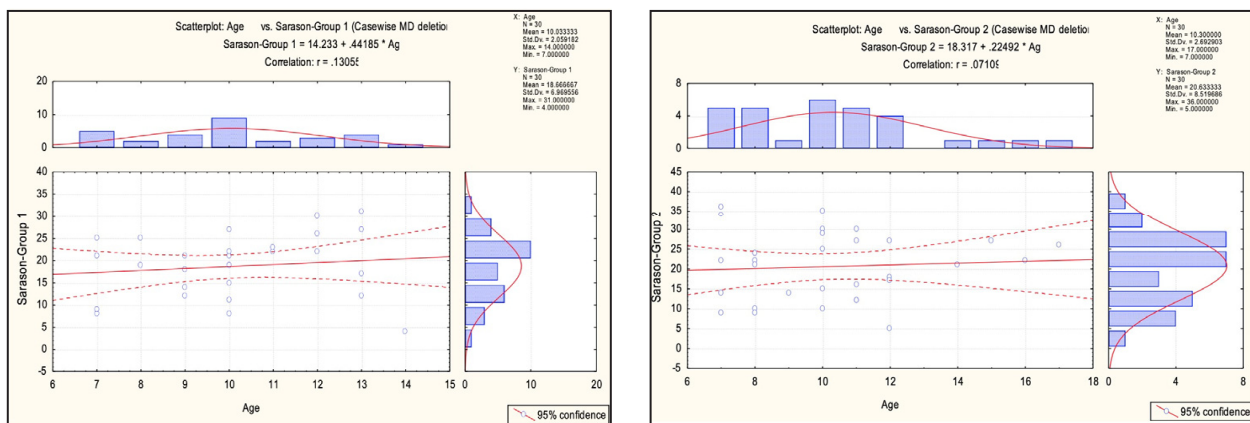 Scatterplot: Age vs. Sarason-Group 1 (Casewise MD deletion
Sarason-Group 1 = 14.233 + .44185 * Ag
Correlation: r = .13055
X: Age
N = 30
Mean = 10.033333
Std.Dv. = 2.059182
Max. = 14.000000
Min. = 7.000000
Y: Sarason-Group 1
N = 30
Mean = 18.666667
Std.Dv. = 6.969556
Max. = 31.000000
Min. = 4.000000
20
10
0
40
35
30
25
20
15
10
5
0
-5
Sarason-Group 1
6 7 8 9 10 11 12 13 14 15
Age
0 10 20
95% confidence
Scatterplot: Age vs. Sarason-Group 2 (Casewise MD deletio
Sarason-Group 2 = 18.317 + .22492 * Ag
Correlation: r = .07109
X: Age
N = 30
Mean = 10.300000
Std.Dv. = 2.692903
Max. = 17.000000
Min. = 7.000000
Y: Sarason-Group 2
N = 30
Mean = 20.633333
Std.Dv. = 8.519686
Max. = 36.000000
Min. = 5.000000
8
4
0
45
40
35
30
25
20
15
10
5
0
-5
Sarason-Group 2
6 8 10 12 14 16 18
Age
0 4 8
95% confidence